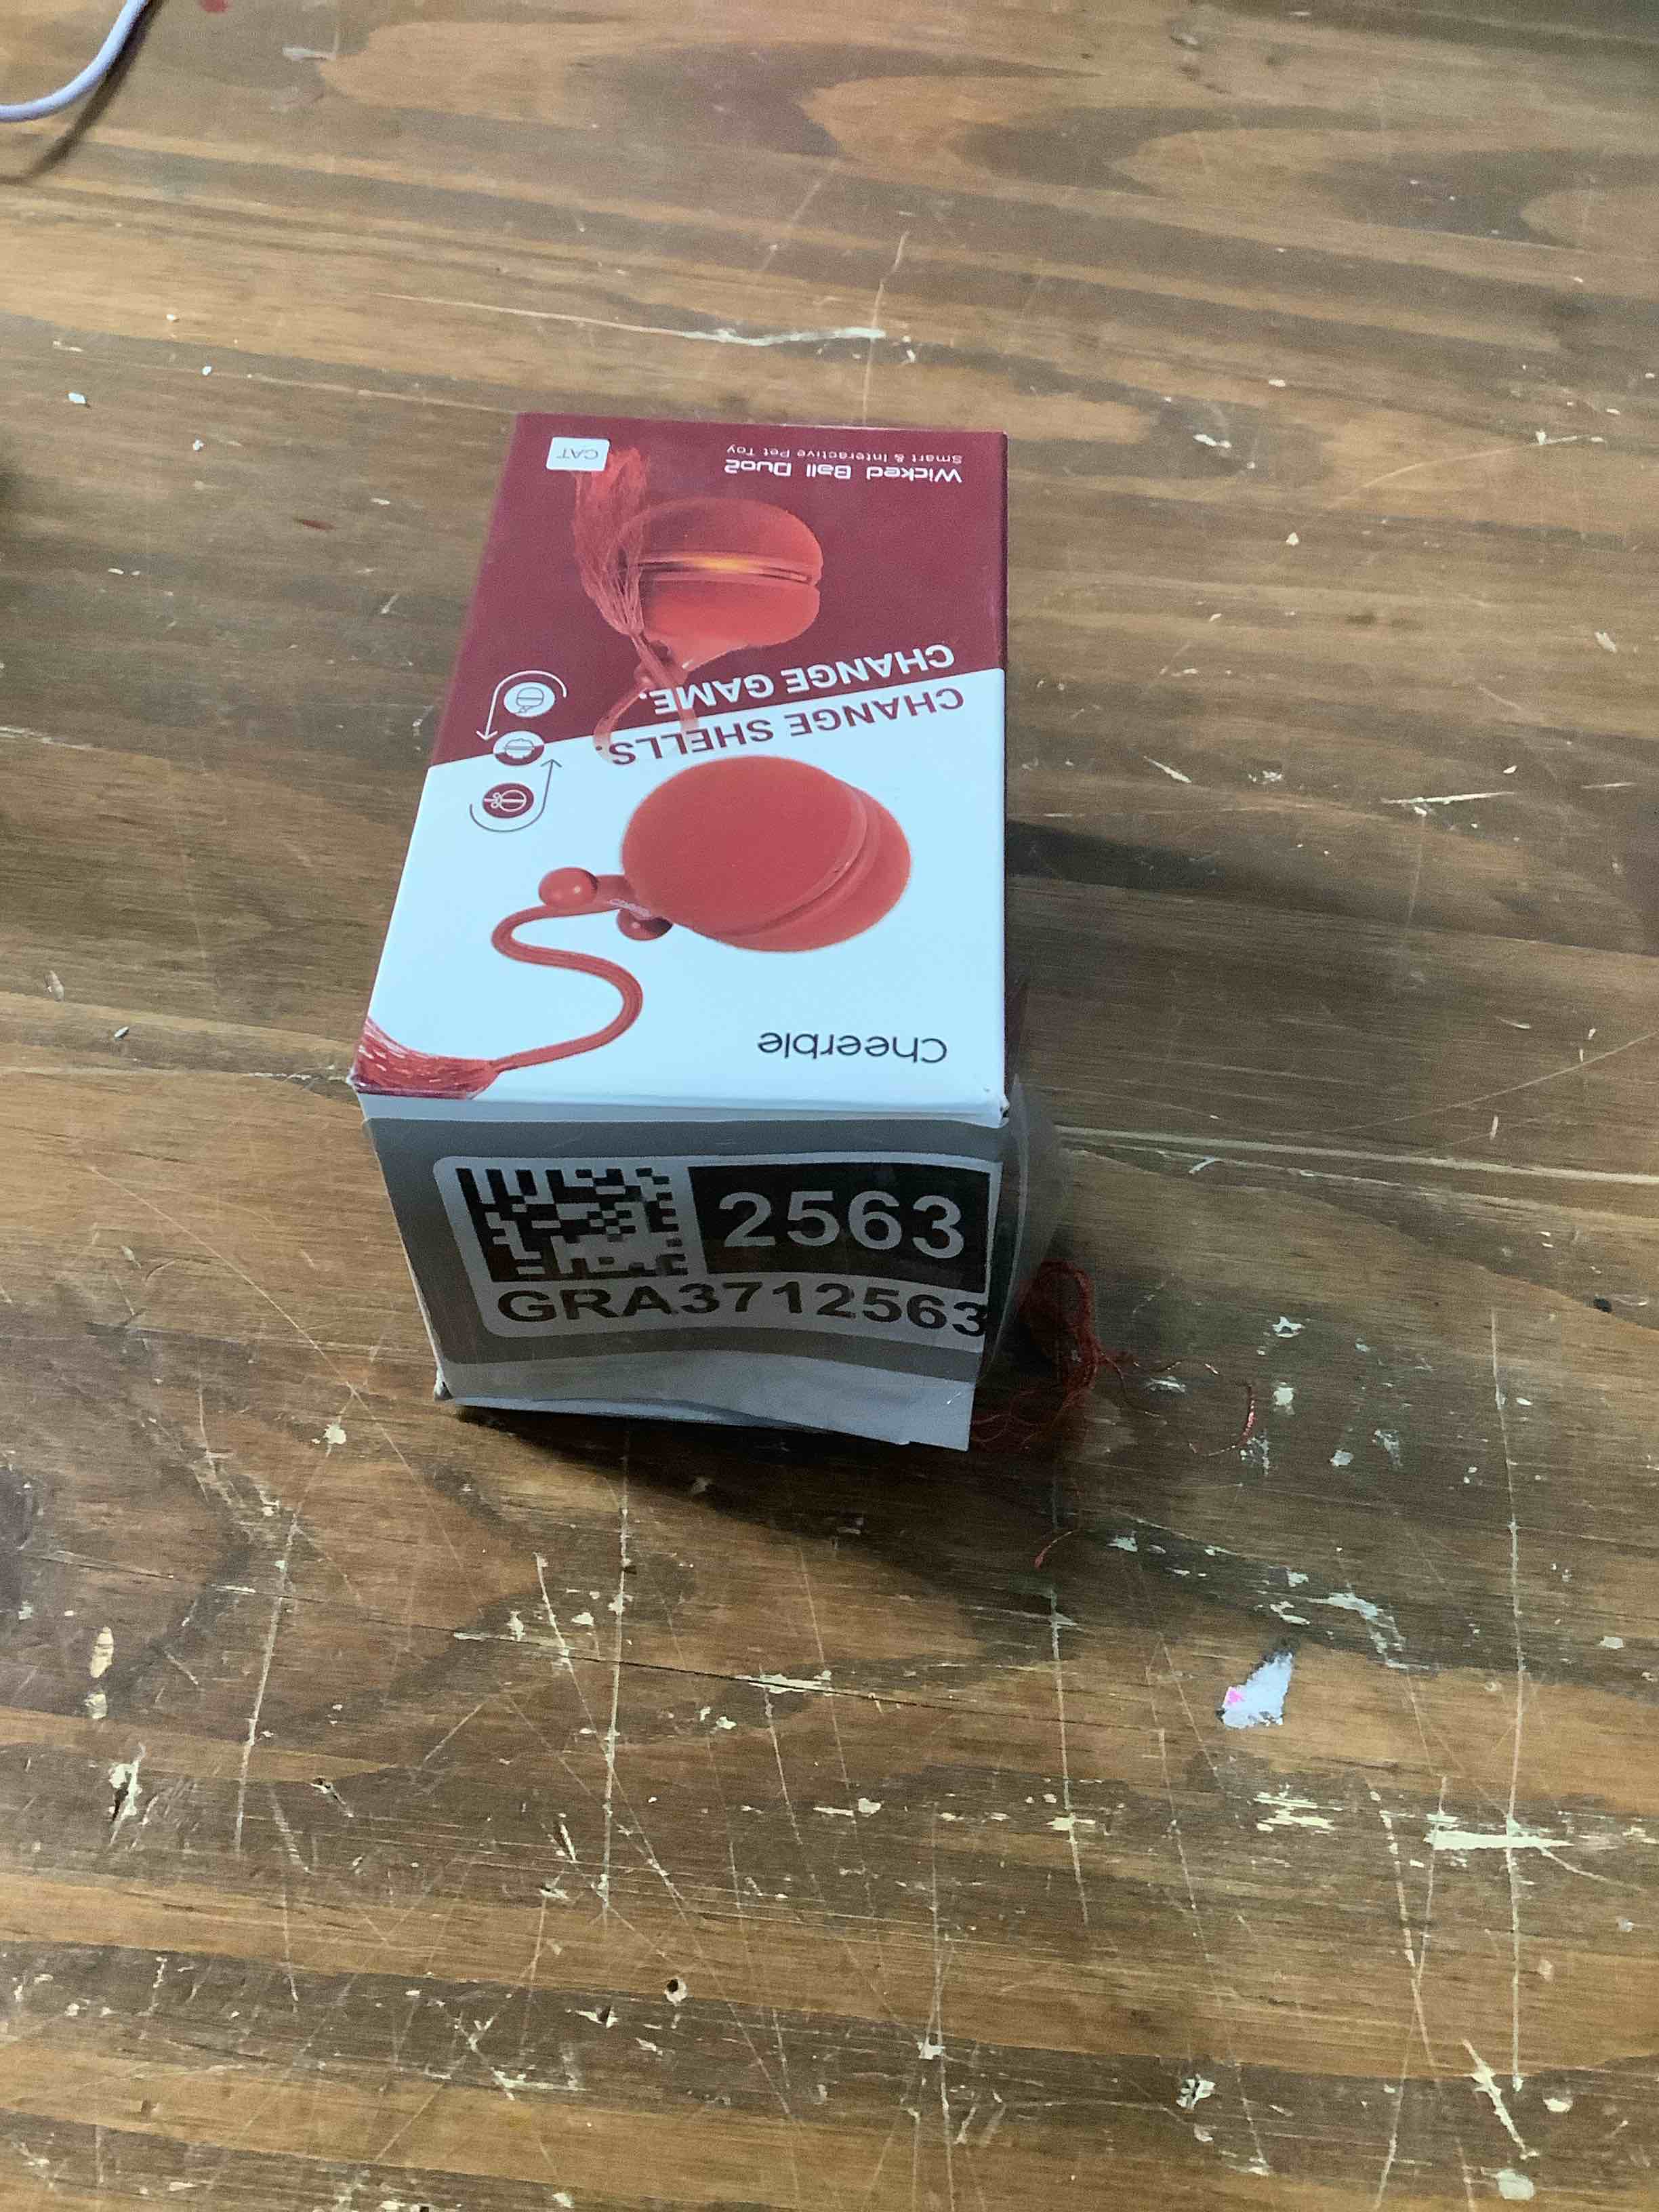 Cheerble
CHANGE SHELLS.
CHANGE GAME.
Wicked Ball Duo2
Smart & Interactive Pet Toy
CAT
2563
GRA3712563